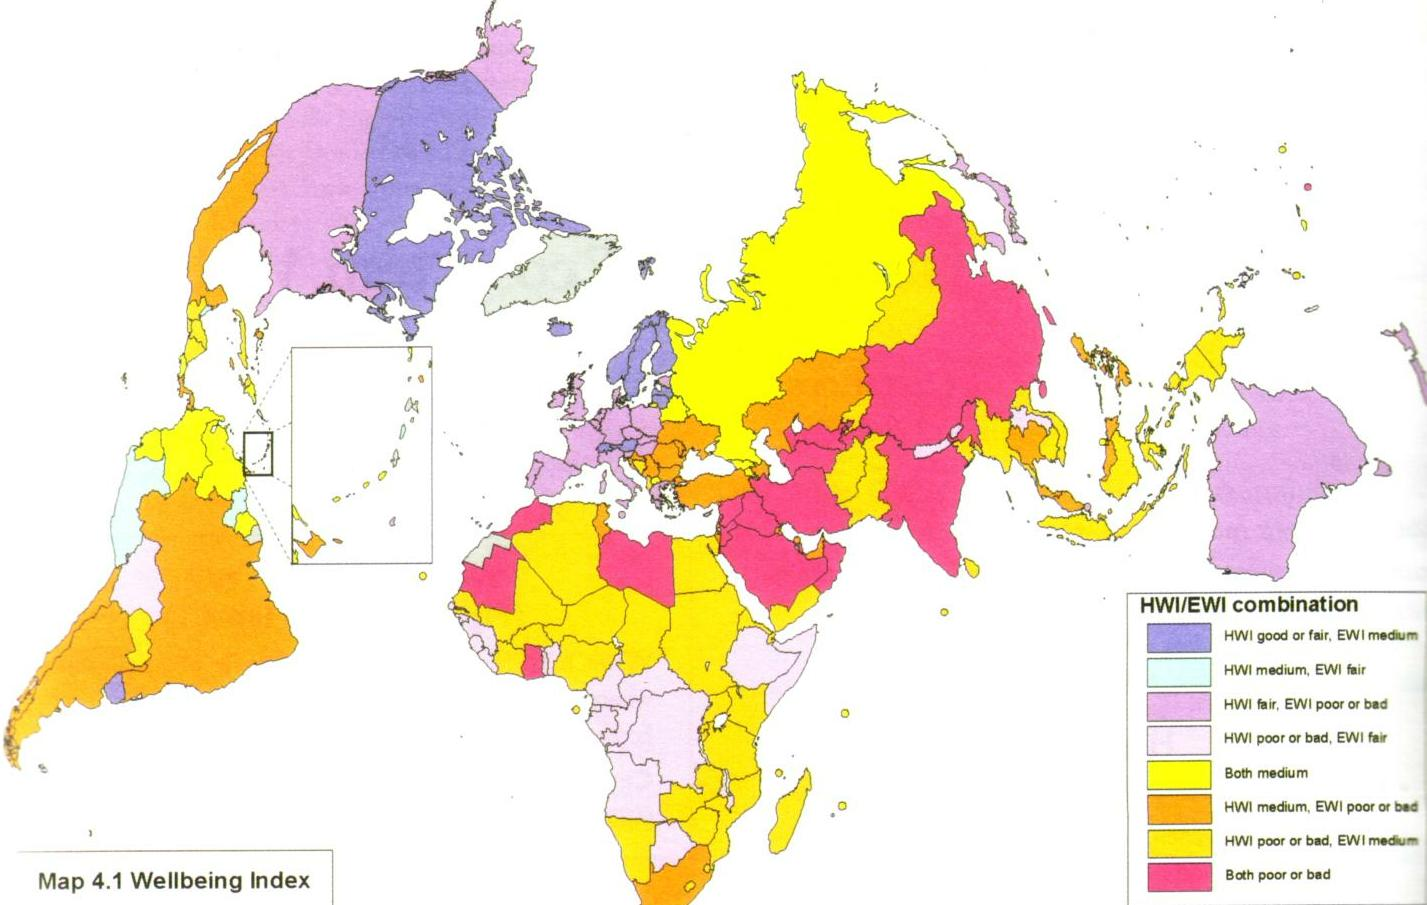 HWI/EWI combination
HWI good or fair, EWI medium
HWI medium, EWI fair
HWI fair, EWI poor or bad
HWI poor or bad, EWI fair
Both medium
HWI medium, EWI poor or bad
HWI poor or bad, EWI medium
Both poor or bad
Map 4.1 Wellbeing Index